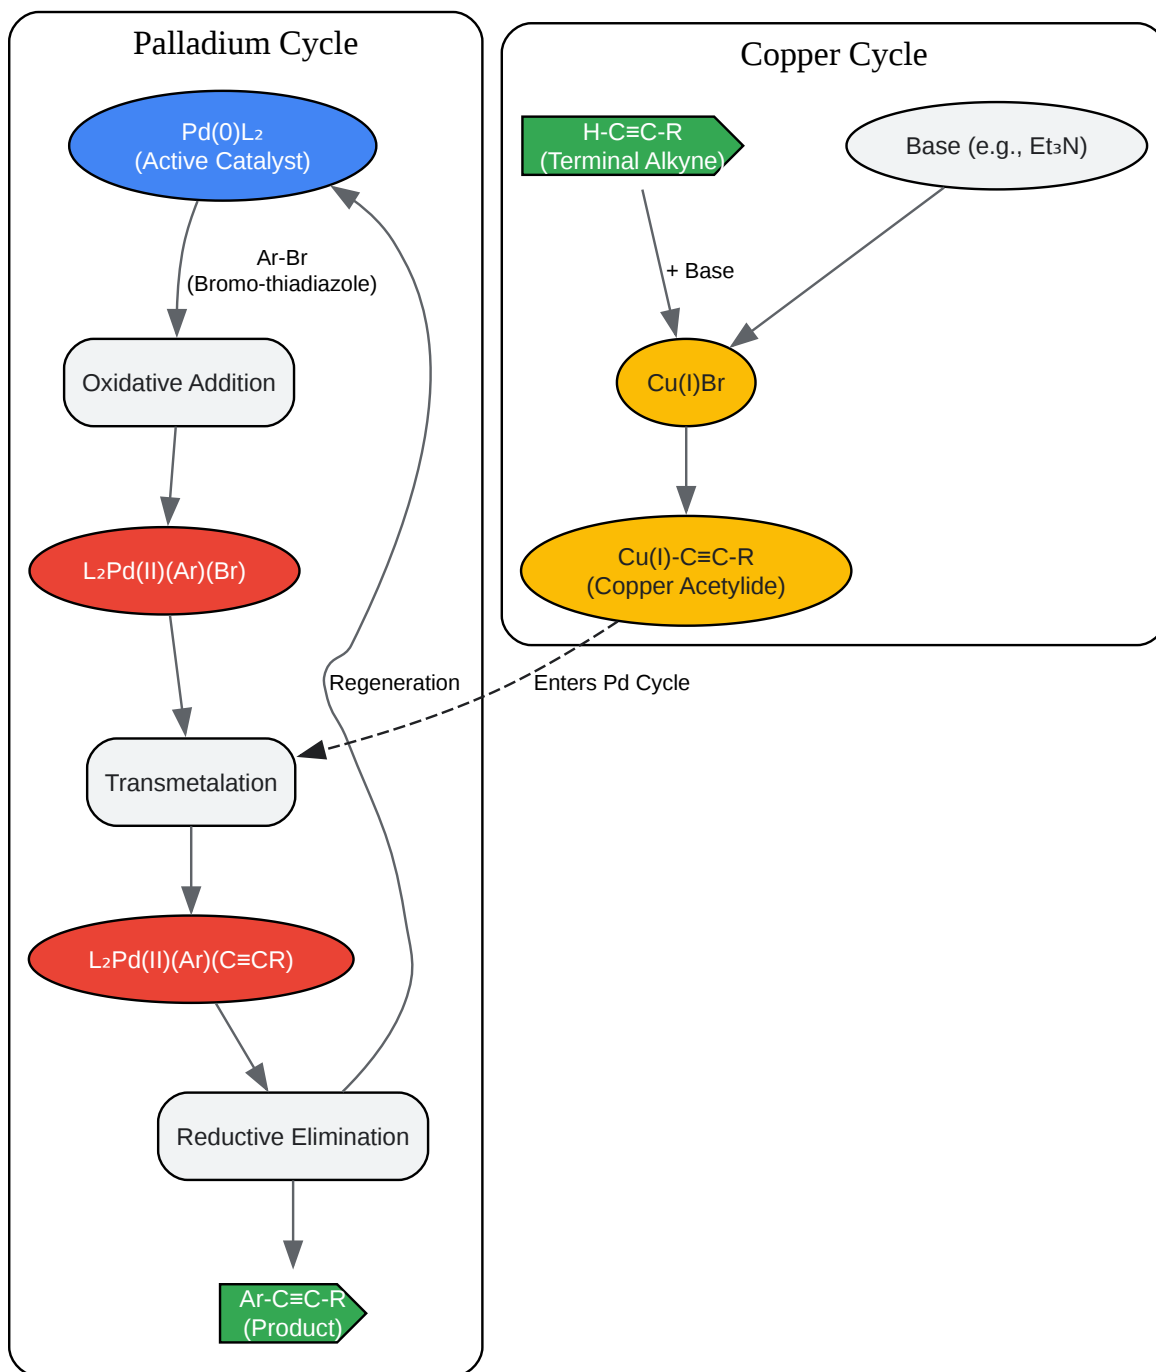 Palladium Cycle
Pd(0)L₂
(Active Catalyst)
Ar-Br
(Bromo-thiadiazole)
Oxidative Addition
L₂Pd(II)(Ar)(Br)
Regeneration
Transmetalation
L₂Pd(II)(Ar)(C≡CR)
Reductive Elimination
Ar-C≡C-R
(Product)
Copper Cycle
H-C≡C-R
(Terminal Alkyne)
Base (e.g., Et₃N)
+ Base
Cu(I)Br
Cu(I)-C≡C-R
(Copper Acetylide)
Enters Pd Cycle